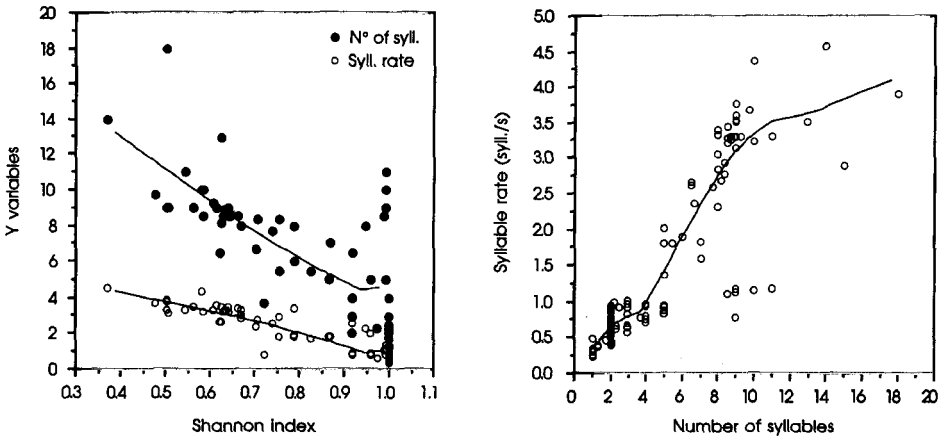 20
18
16
14
12
10
8
6
4
2
0
Y variables
N° of syll.
Syll. rate
0.3 0.4 0.5 0.6 0.7 0.8 0.9 1.0 1.1
Shannon index
5.0
4.5
4.0
3.5
3.0
2.5
2.0
1.5
1.0
0.5
0.0
Syllable rate (syll./s)
0 2 4 6 8 10 12 14 16 18 20
Number of syllables